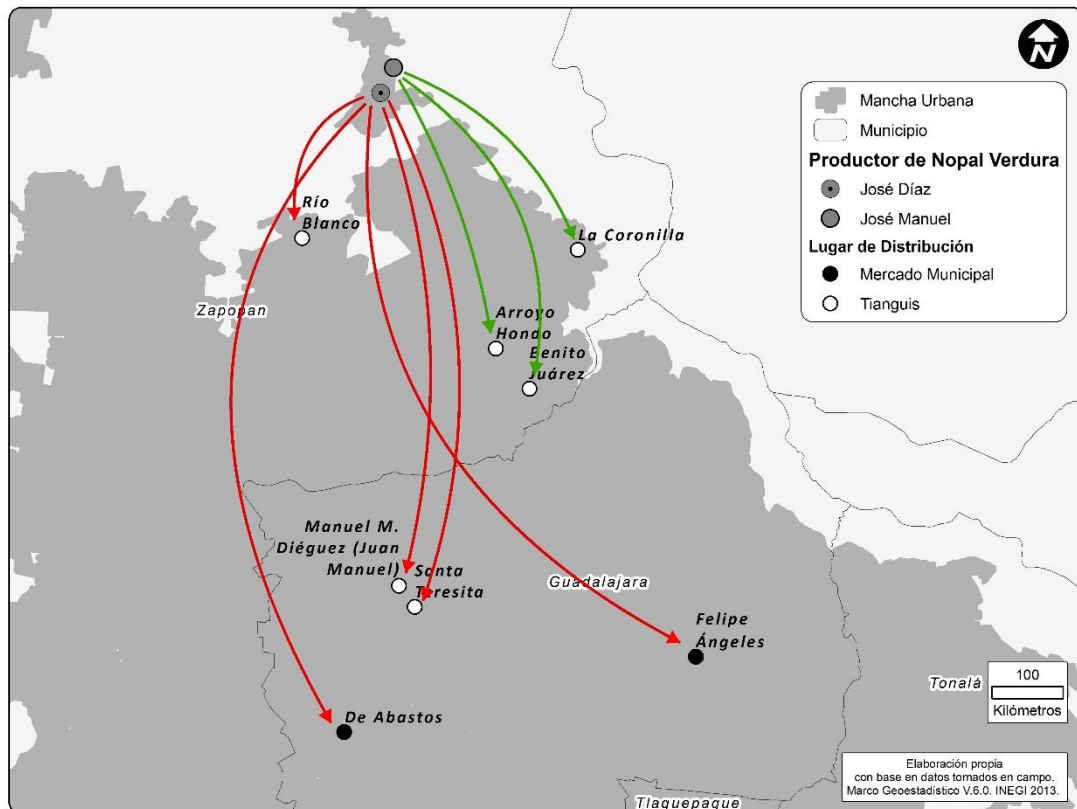 N
Mancha Urbana
Municipio
Productor de Nopal Verdura
José Díaz
José Manuel
Lugar de Distribución
Mercado Municipal
Tianguis
Río
Blanco
La Coronilla
Zapopan
Arroyo
Hondo
Benito
Juárez
Manuel M.
Diéguez (Juan
Manuel)
Santa
Teresita
Guadalajara
Felipe
Ángeles
De Abastos
Tonalá
100
Kilómetros
Elaboración propia
con base en datos tomados en campo.
Marco Geoestadístico V.6.0. INEGI 2013.
Tlaquepaque